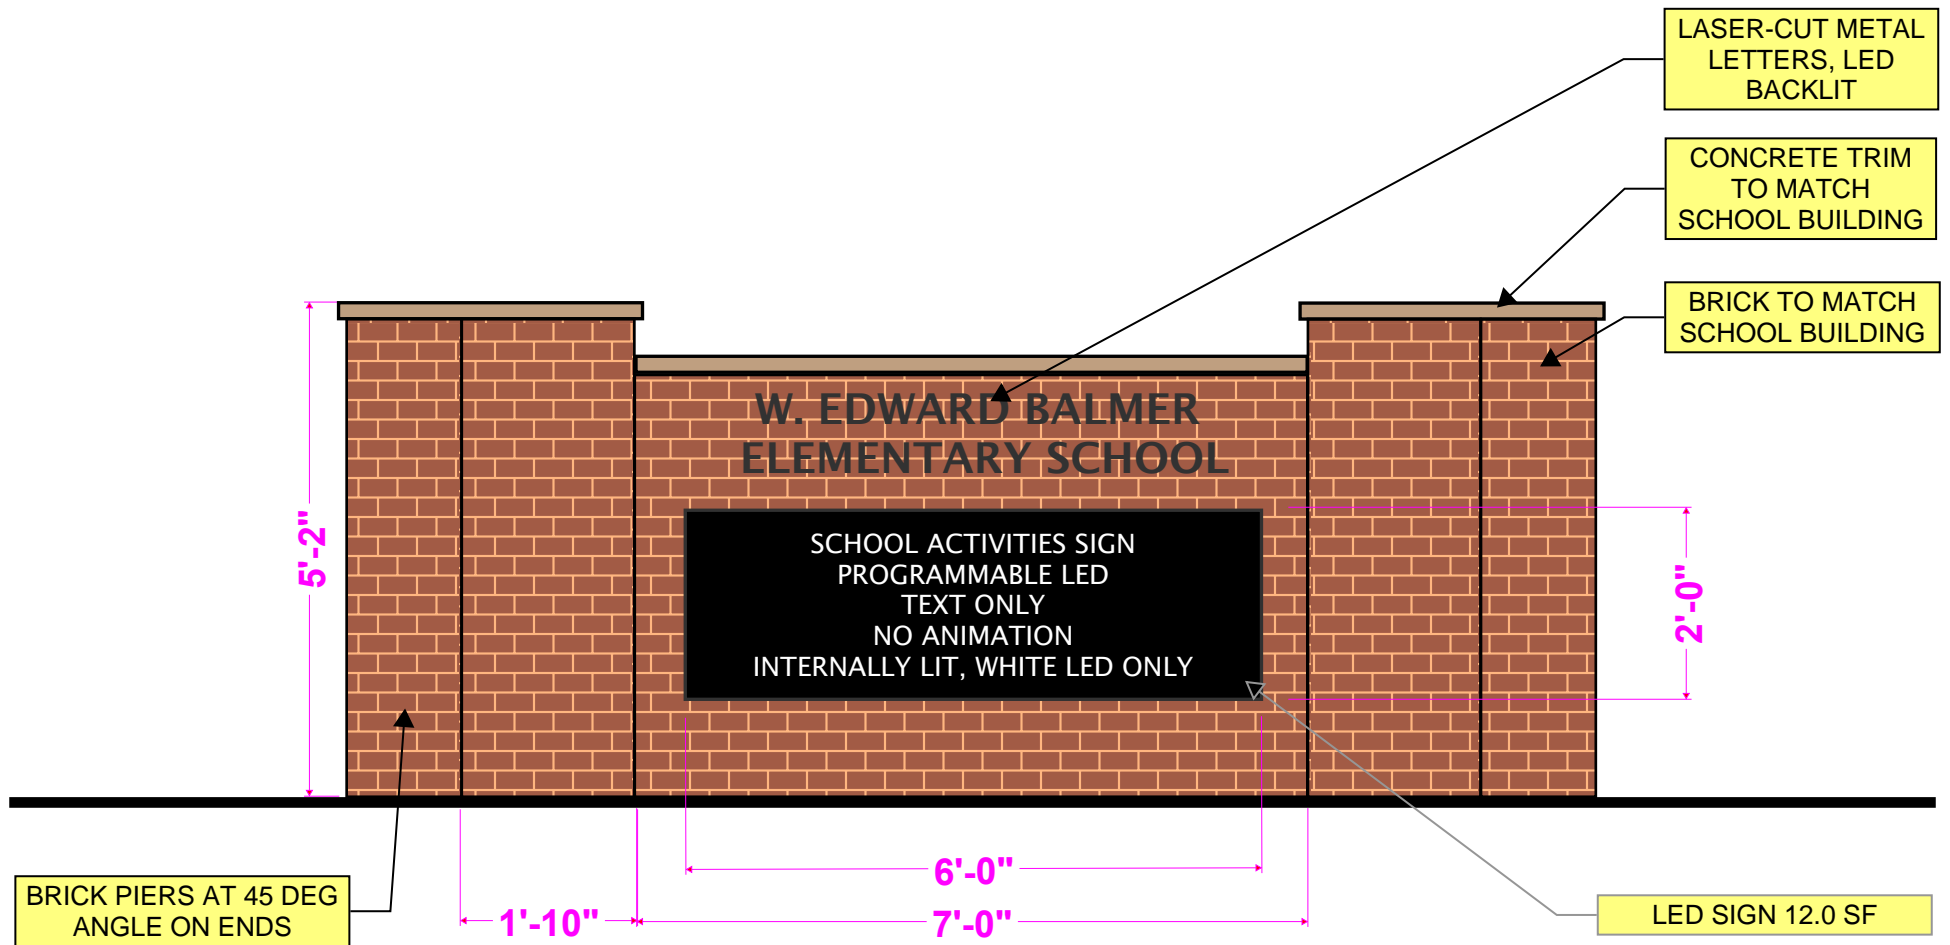 LASER-CUT METAL
LETTERS, LED
BACKLIT
CONCRETE TRIM
TO MATCH
SCHOOL BUILDING
BRICK TO MATCH
SCHOOL BUILDING
W. EDWARD BALMER
ELEMENTARY SCHOOL
5'-2"
SCHOOL ACTIVITIES SIGN
PROGRAMMABLE LED
TEXT ONLY
NO ANIMATION
INTERNALLY LIT, WHITE LED ONLY
2'-0"
6'-0"
1'-10"
7'-0"
BRICK PIERS AT 45 DEG
ANGLE ON ENDS
LED SIGN 12.0 SF